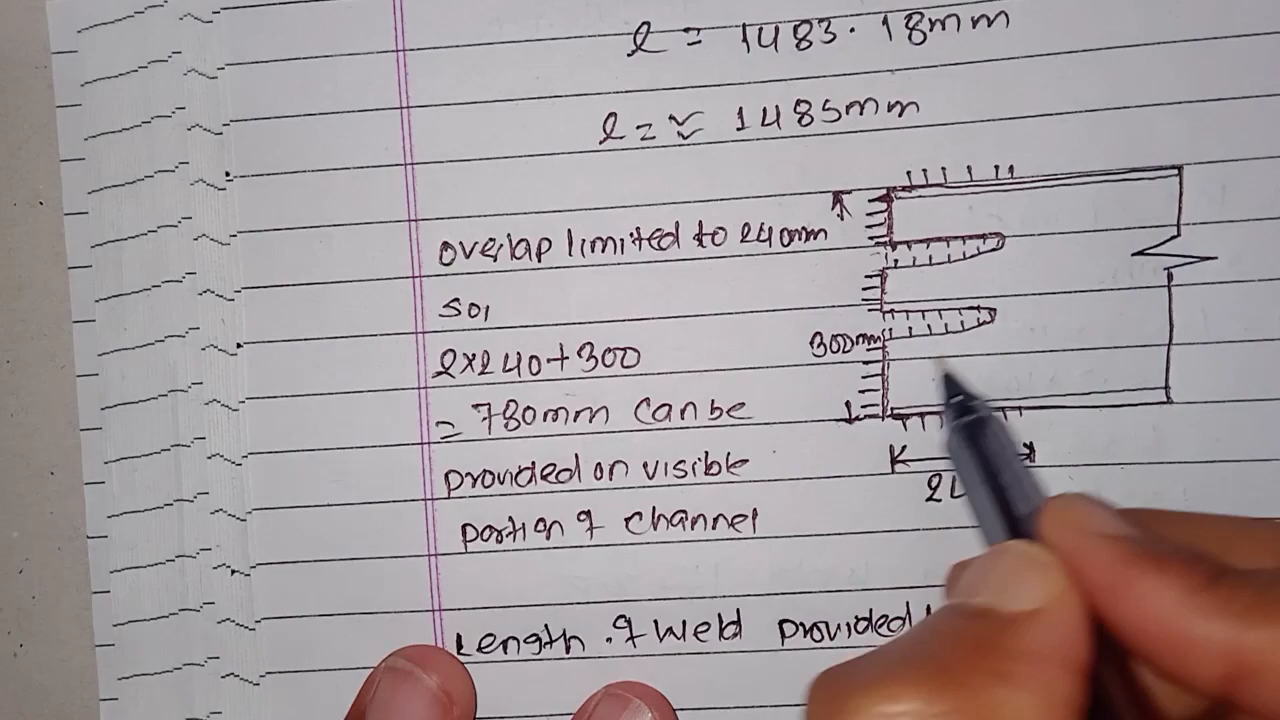 l = 1483.18mm
l = ≈ 1485mm
overlap limited to 240mm
so,
2x240+300
= 780mm can be
provided on visible
portion of channel
300mm
Length of weld provided